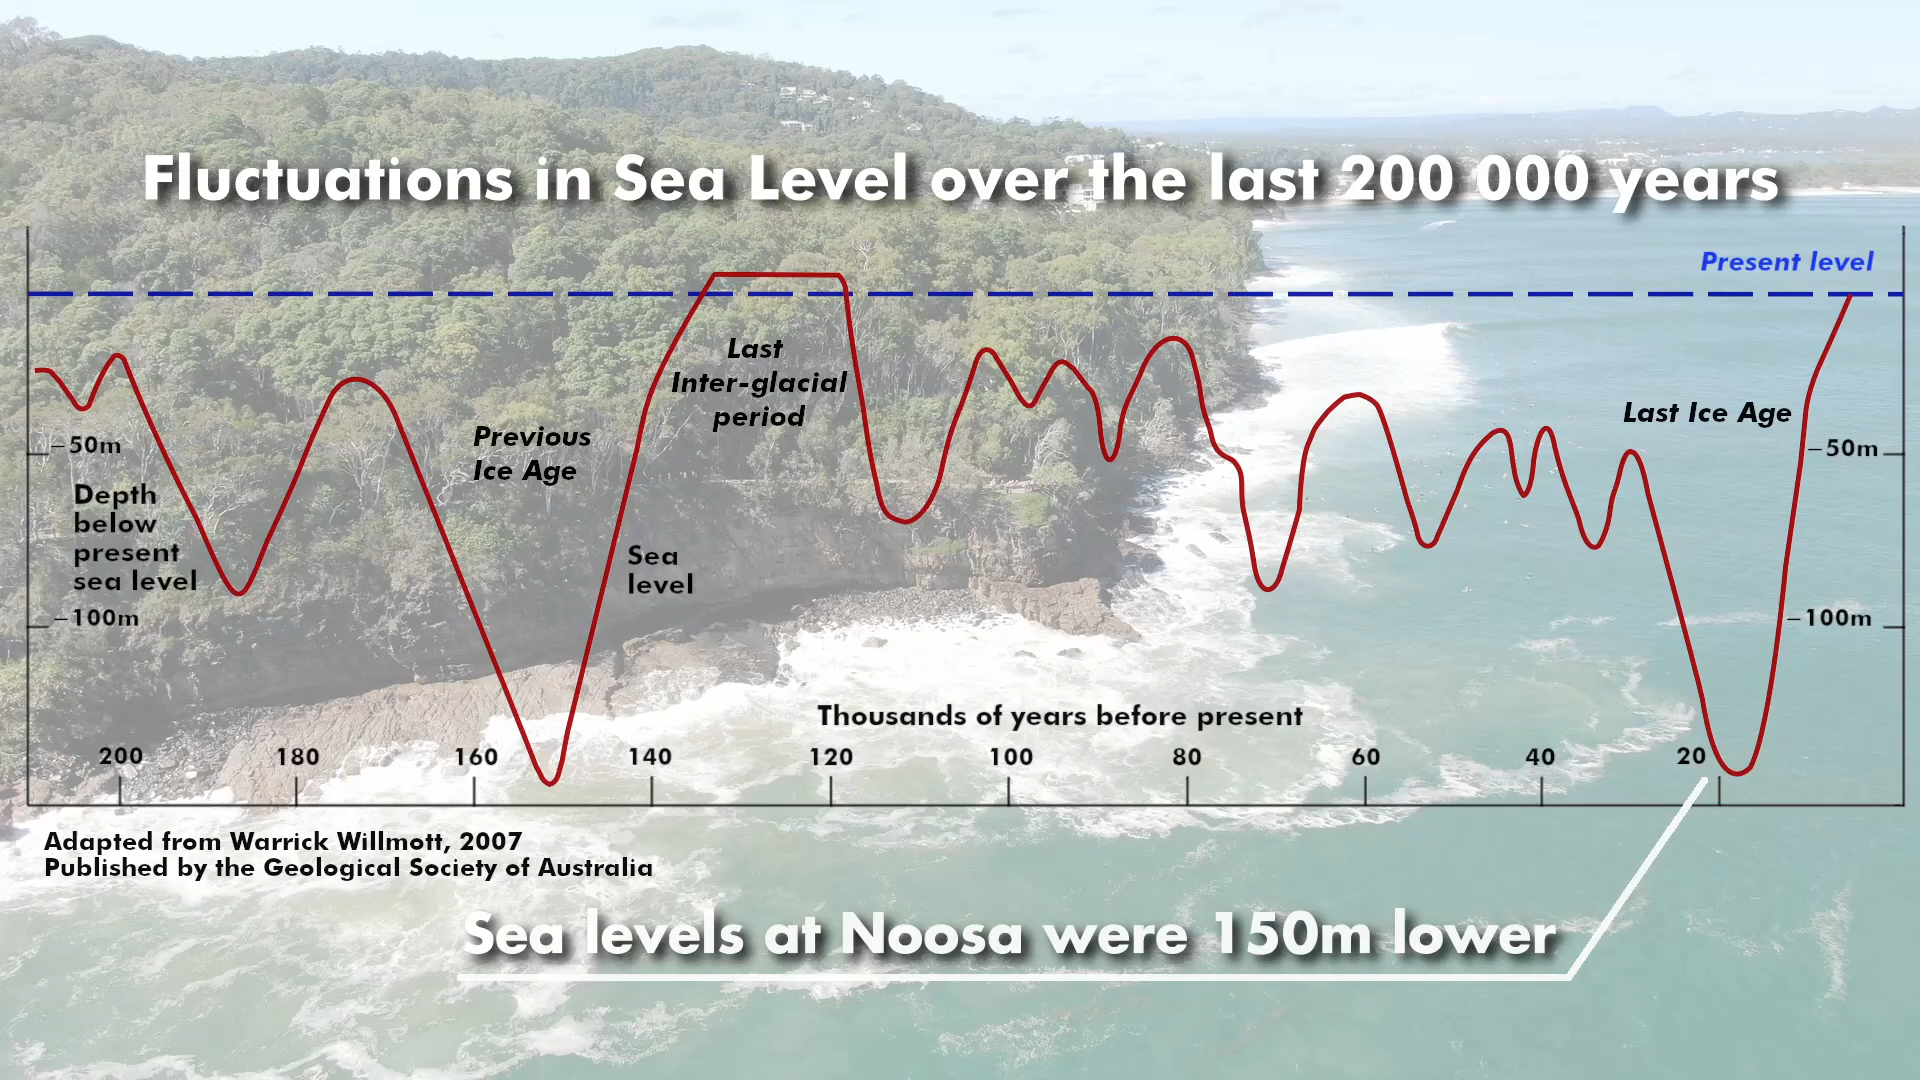 Fluctuations in Sea Level over the last 200 000 years
Present level
Last
Inter-glacial
period
Previous
Ice Age
Last Ice Age
50m
50m
Depth
below
present
sea level
Sea
level
100m
100m
Thousands of years before present
200 180 160 140 120 100 80 60 40 20
Adapted from Warrick Willmott, 2007
Published by the Geological Society of Australia
Sea levels at Noosa were 150m lower